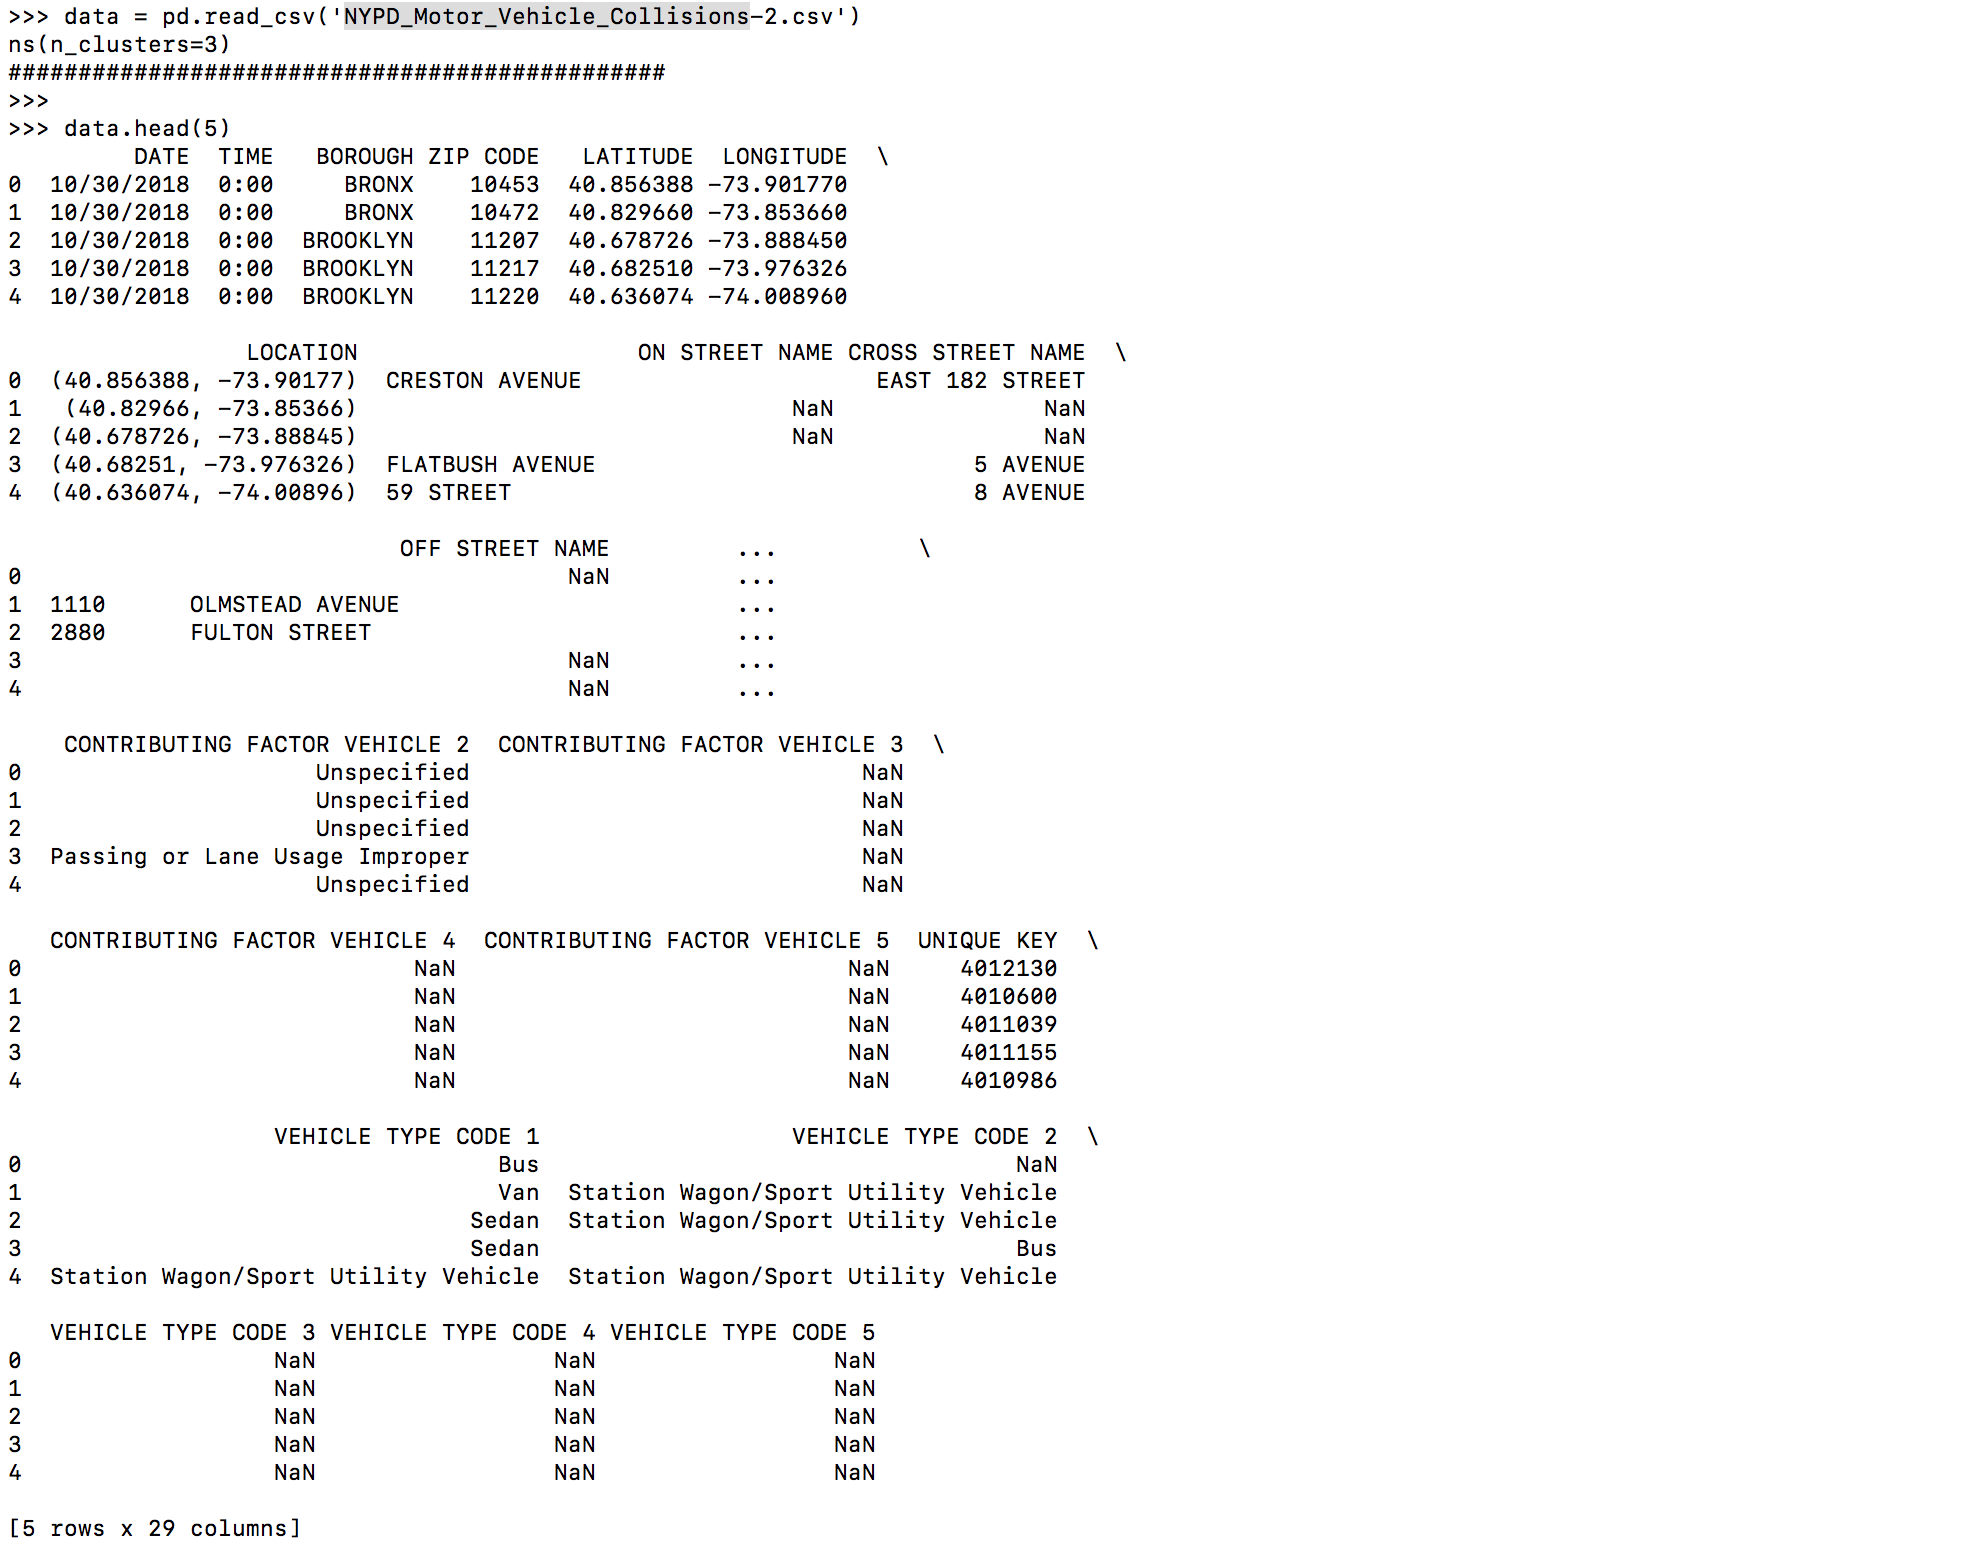 >>> data = pd.read_csv('NYPD_Motor_Vehicle_Collisions-2.csv')
ns(n_clusters=3)
###############################################
>>>
>>> data.head(5)
         DATE  TIME   BOROUGH ZIP CODE   LATITUDE  LONGITUDE  \
0  10/30/2018  0:00     BRONX    10453  40.856388 -73.901770
1  10/30/2018  0:00     BRONX    10472  40.829660 -73.853660
2  10/30/2018  0:00  BROOKLYN    11207  40.678726 -73.888450
3  10/30/2018  0:00  BROOKLYN    11217  40.682510 -73.976326
4  10/30/2018  0:00  BROOKLYN    11220  40.636074 -74.008960

                 LOCATION                    ON STREET NAME CROSS STREET NAME  \
0  (40.856388, -73.90177)  CRESTON AVENUE                     EAST 182 STREET
1   (40.82966, -73.85366)                               NaN               NaN
2  (40.678726, -73.88845)                               NaN               NaN
3  (40.68251, -73.976326)  FLATBUSH AVENUE                           5 AVENUE
4  (40.636074, -74.00896)  59 STREET                                 8 AVENUE

                            OFF STREET NAME         ...          \
0                                       NaN         ...
1  1110      OLMSTEAD AVENUE                        ...
2  2880      FULTON STREET                          ...
3                                       NaN         ...
4                                       NaN         ...

    CONTRIBUTING FACTOR VEHICLE 2  CONTRIBUTING FACTOR VEHICLE 3  \
0                     Unspecified                            NaN
1                     Unspecified                            NaN
2                     Unspecified                            NaN
3  Passing or Lane Usage Improper                            NaN
4                     Unspecified                            NaN

   CONTRIBUTING FACTOR VEHICLE 4  CONTRIBUTING FACTOR VEHICLE 5  UNIQUE KEY  \
0                            NaN                            NaN     4012130
1                            NaN                            NaN     4010600
2                            NaN                            NaN     4011039
3                            NaN                            NaN     4011155
4                            NaN                            NaN     4010986

                   VEHICLE TYPE CODE 1                  VEHICLE TYPE CODE 2  \
0                                  Bus                                  NaN
1                                  Van  Station Wagon/Sport Utility Vehicle
2                                Sedan  Station Wagon/Sport Utility Vehicle
3                                Sedan                                  Bus
4  Station Wagon/Sport Utility Vehicle  Station Wagon/Sport Utility Vehicle

   VEHICLE TYPE CODE 3 VEHICLE TYPE CODE 4 VEHICLE TYPE CODE 5
0                  NaN                 NaN                 NaN
1                  NaN                 NaN                 NaN
2                  NaN                 NaN                 NaN
3                  NaN                 NaN                 NaN
4                  NaN                 NaN                 NaN

[5 rows x 29 columns]